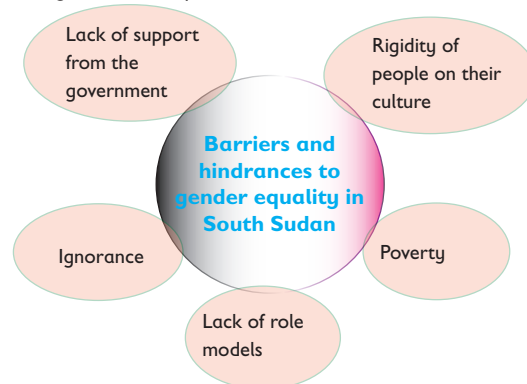 Lack of support
from the
government
Rigidity of
people on their
culture
Barriers and
hindrances to
gender equality in
South Sudan
Ignorance
Poverty
Lack of role
models